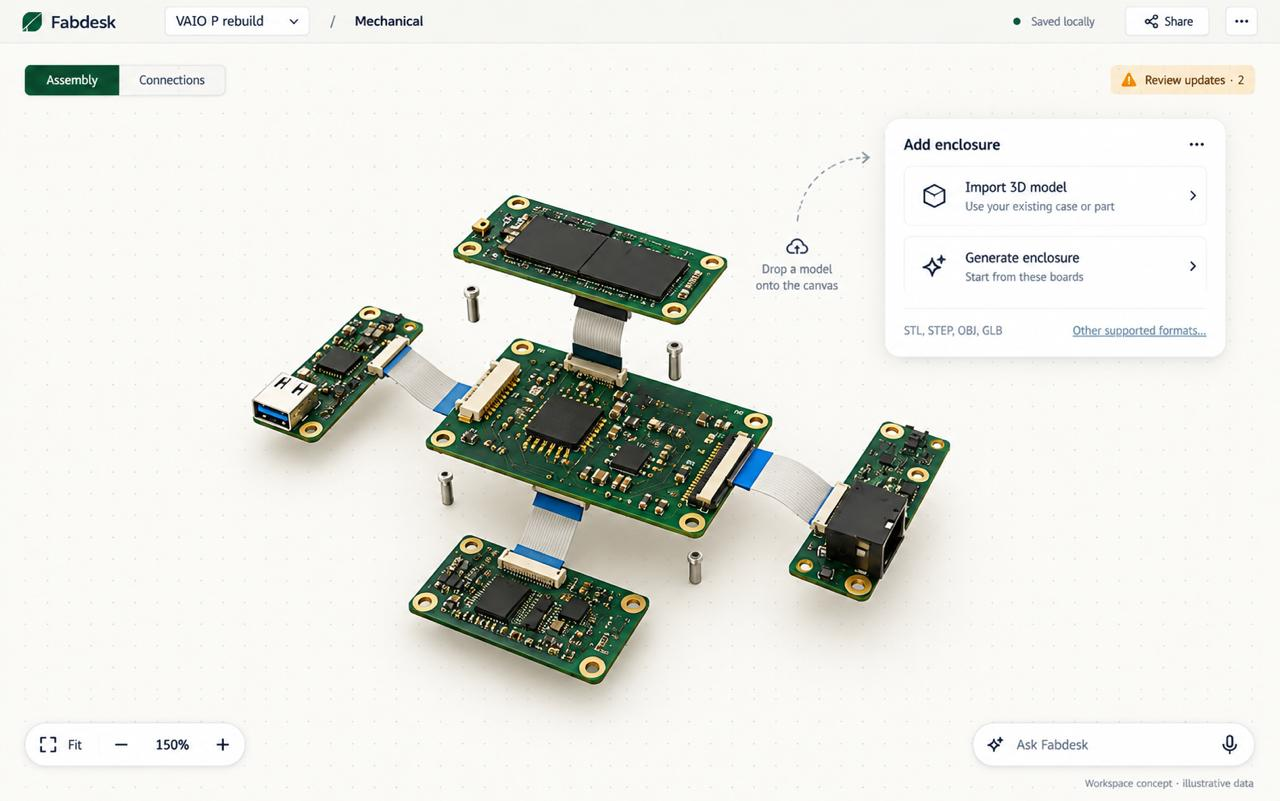 Fabdesk
VAIO P rebuild
/
Mechanical
Saved locally
Share
Assembly
Connections
Review updates · 2
Add enclosure
Import 3D model
Use your existing case or part
Generate enclosure
Start from these boards
STL, STEP, OBJ, GLB
Other supported formats...
Drop a model
onto the canvas
Fit
150%
Ask Fabdesk
Workspace concept · illustrative data